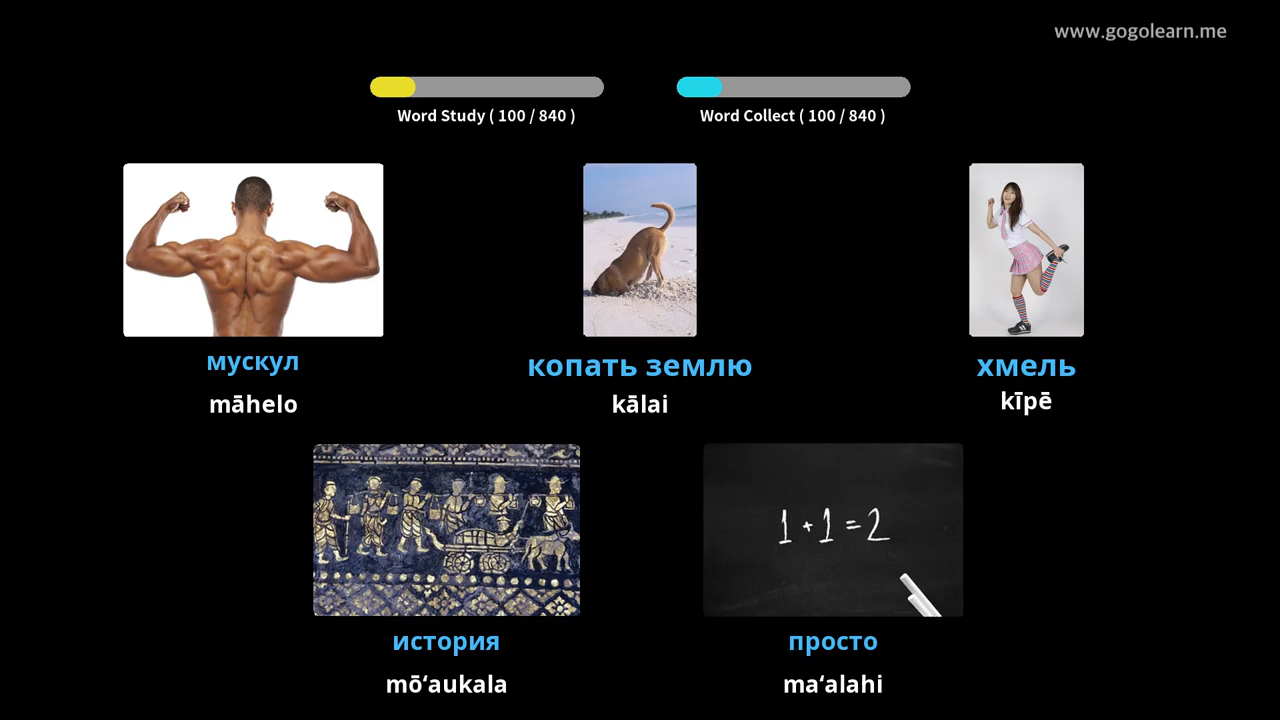 www.gogolearn.me
Word Study ( 100 / 840 )
Word Collect ( 100 / 840 )
мускул
māhelo
копать землю
kālai
хмель
kīpē
1 + 1 = 2
история
mōʻaukala
просто
maʻalahi